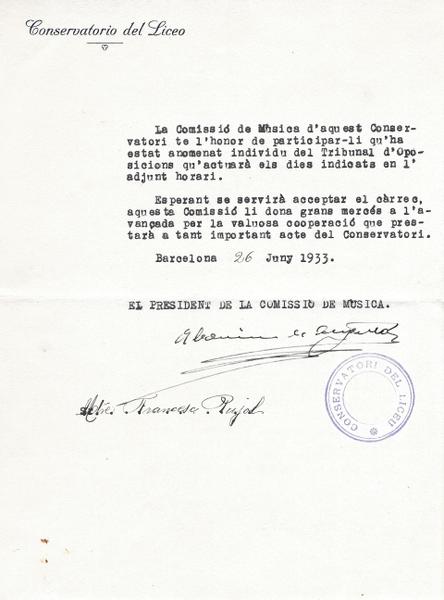 Conservatorio del Liceo
La Comissió de Música d'aquest Conser-
vatori te l'honor de participar-li qu'ha
estat anomenat individu del Tribunal d'Opo-
sicions qu'actuarà els dies indicats en l'
adjunt horari.
Esperant se servirà acceptar el càrrec,
aquesta Comissió li dona grans mercés a l'a-
vançada per la valuosa cooperació que pres-
tarà a tant important acte del Conservatori.
Barcelona 26 Juny 1933.
EL PRESIDENT DE LA COMISSIO DE MUSICA.
CONSERVATORI DEL LICEU
Francesc Pujol